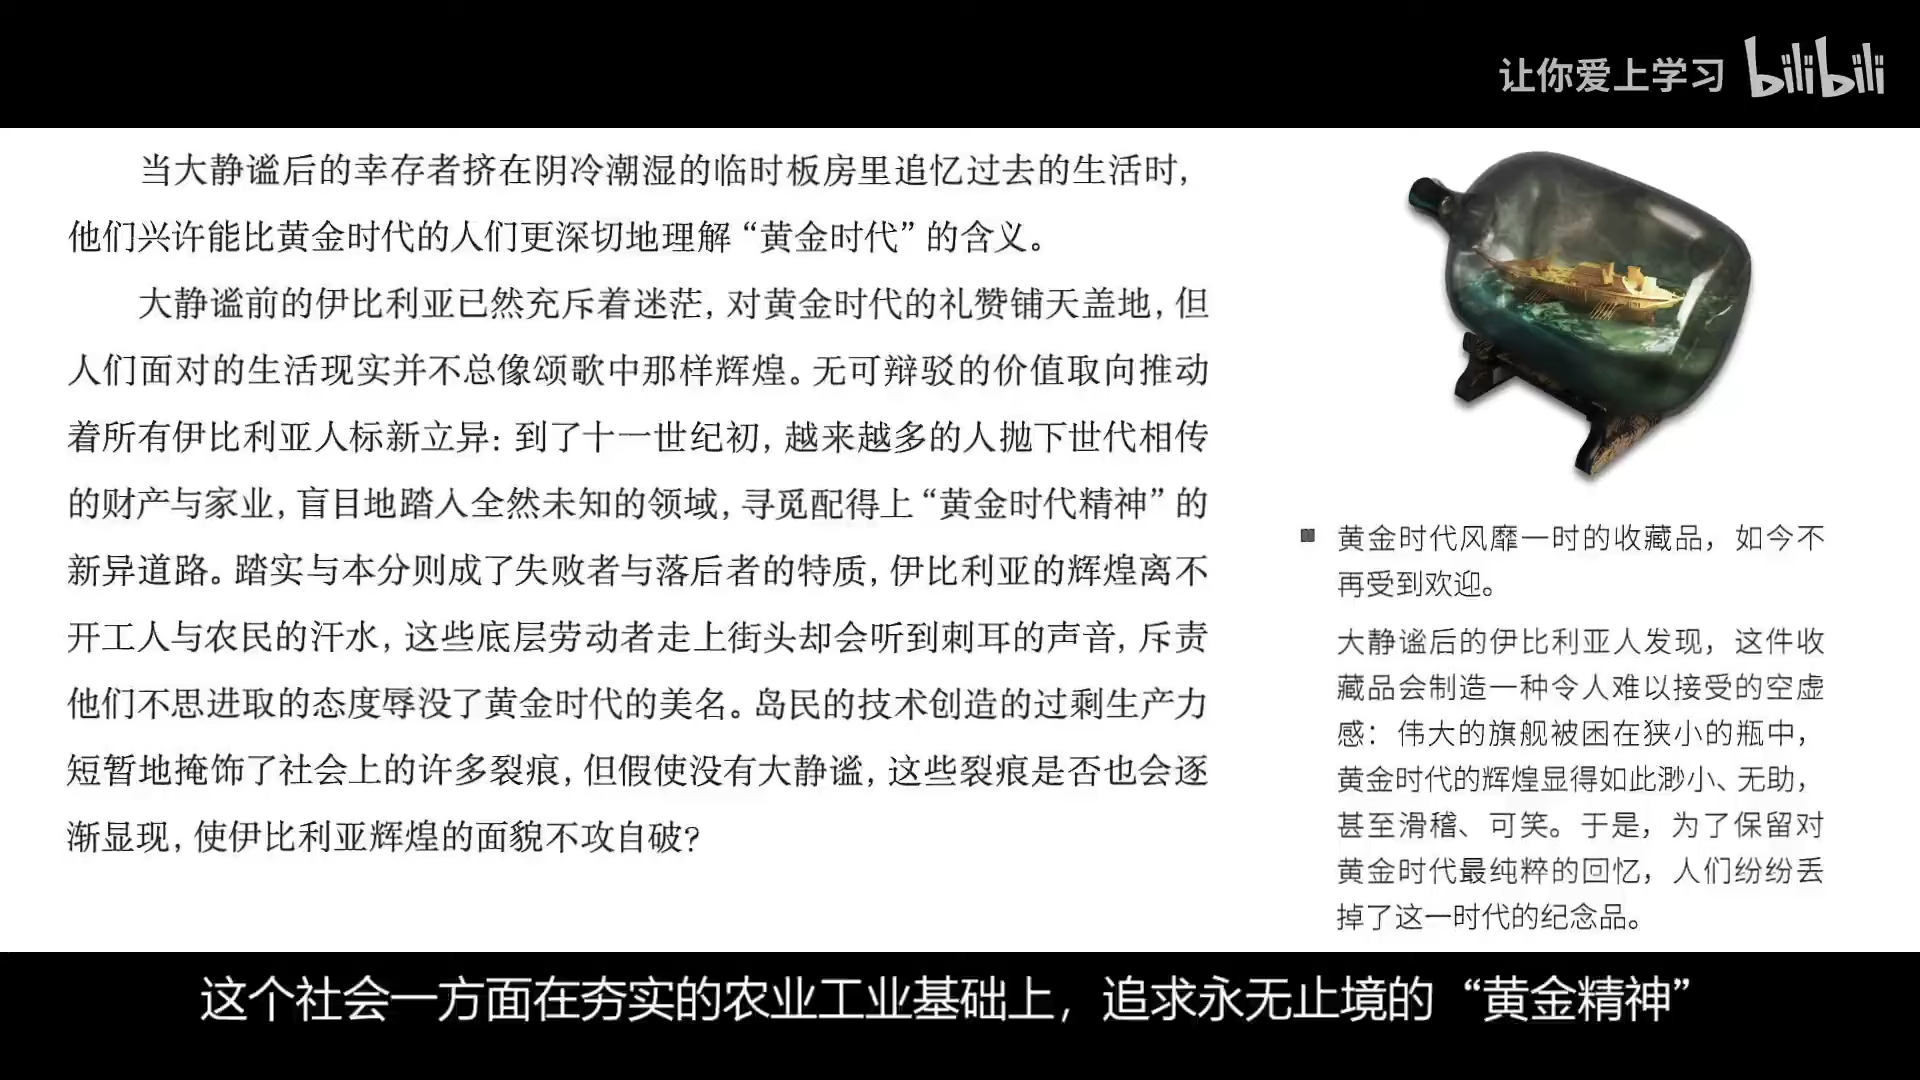 让你爱上学习 bilibili
当大静谧后的幸存者挤在阴冷潮湿的临时板房里追忆过去的生活时,
他们兴许能比黄金时代的人们更深切地理解“黄金时代”的含义。
大静谧前的伊比利亚已然充斥着迷茫, 对黄金时代的礼赞铺天盖地, 但
人们面对的生活现实并不总像颂歌中那样辉煌。无可辩驳的价值取向推动
着所有伊比利亚人标新立异: 到了十一世纪初, 越来越多的人抛下世代相传
的财产与家业, 盲目地踏入全然未知的领域, 寻觅配得上“黄金时代精神”的
新异道路。踏实与本分则成了失败者与落后者的特质, 伊比利亚的辉煌离不
开工人与农民的汗水, 这些底层劳动者走上街头却会听到刺耳的声音, 斥责
他们不思进取的态度辱没了黄金时代的美名。岛民的技术创造的过剩生产力
短暂地掩饰了社会上的许多裂痕, 但假使没有大静谧, 这些裂痕是否也会逐
渐显现, 使伊比利亚辉煌的面貌不攻自破?
黄金时代风靡一时的收藏品，如今不
再受到欢迎。
大静谧后的伊比利亚人发现，这件收
藏品会制造一种令人难以接受的空虚
感：伟大的旗舰被困在狭小的瓶中，
黄金时代的辉煌显得如此渺小、无助，
甚至滑稽、可笑。于是，为了保留对
黄金时代最纯粹的回忆，人们纷纷丢
掉了这一时代的纪念品。
这个社会一方面在夯实的农业工业基础上，追求永无止境的“黄金精神”